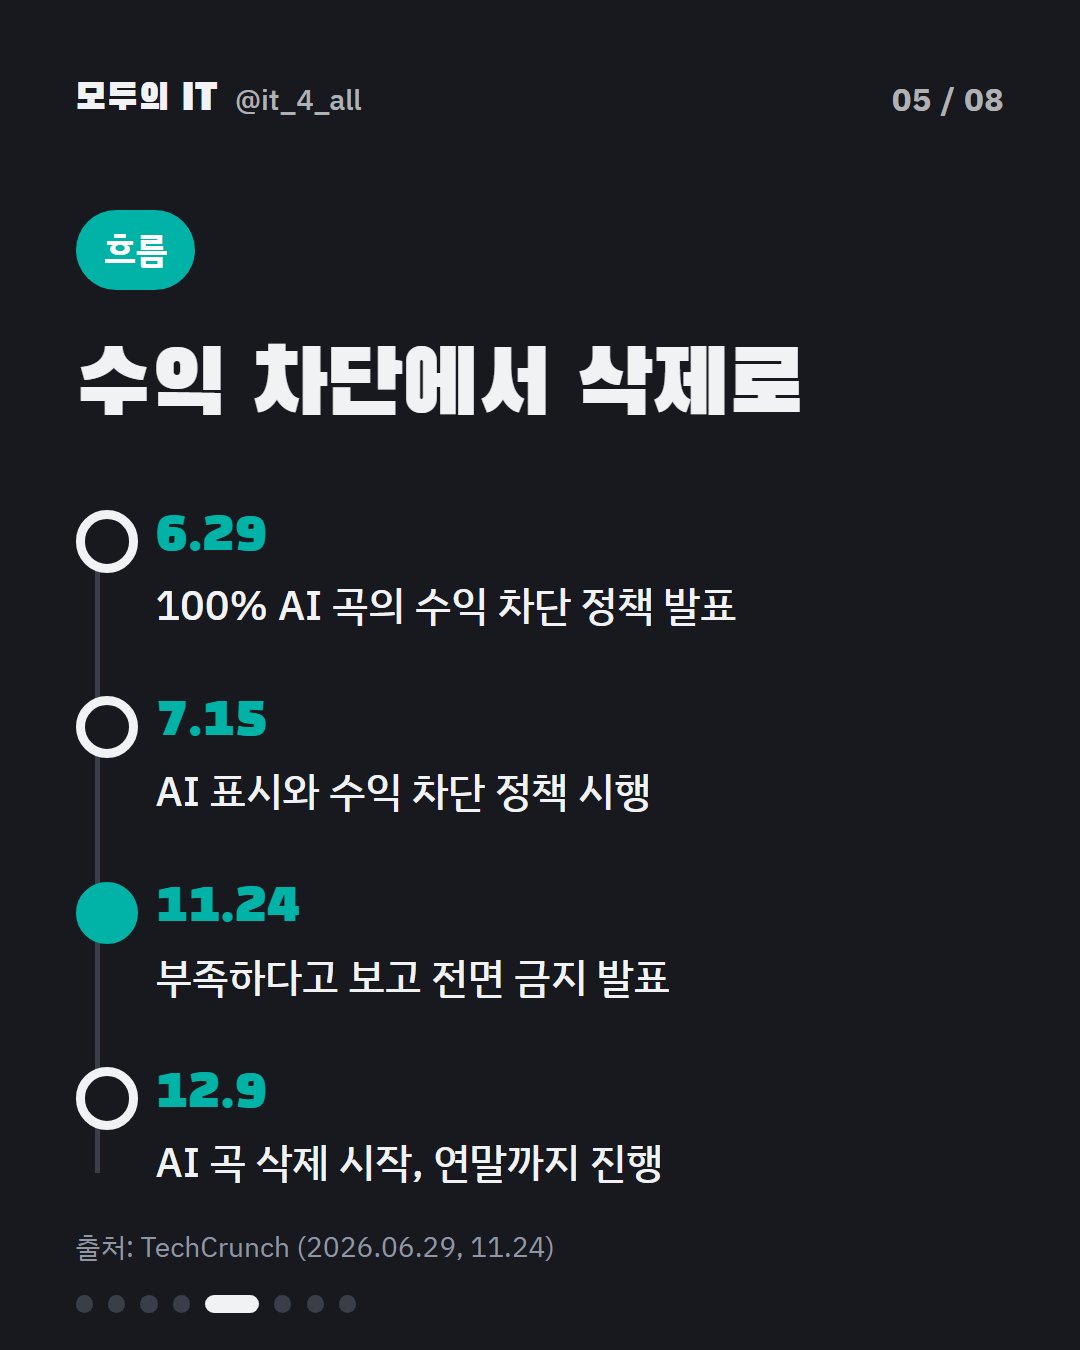 모두의 IT @it_4_all
05 / 08
흐름
수익 차단에서 삭제로
6.29
100% AI 곡의 수익 차단 정책 발표
7.15
AI 표시와 수익 차단 정책 시행
11.24
부족하다고 보고 전면 금지 발표
12.9
AI 곡 삭제 시작, 연말까지 진행
출처: TechCrunch (2026.06.29, 11.24)